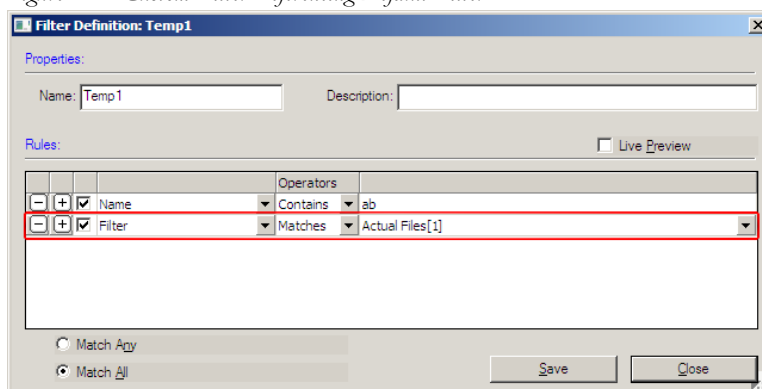 Filter Definition: Temp1
Properties:
Name: Temp1 Description:
Rules: Live Preview
Operators
Name Contains ab
Filter Matches Actual Files[1]
Match Any
Match All
Save Close